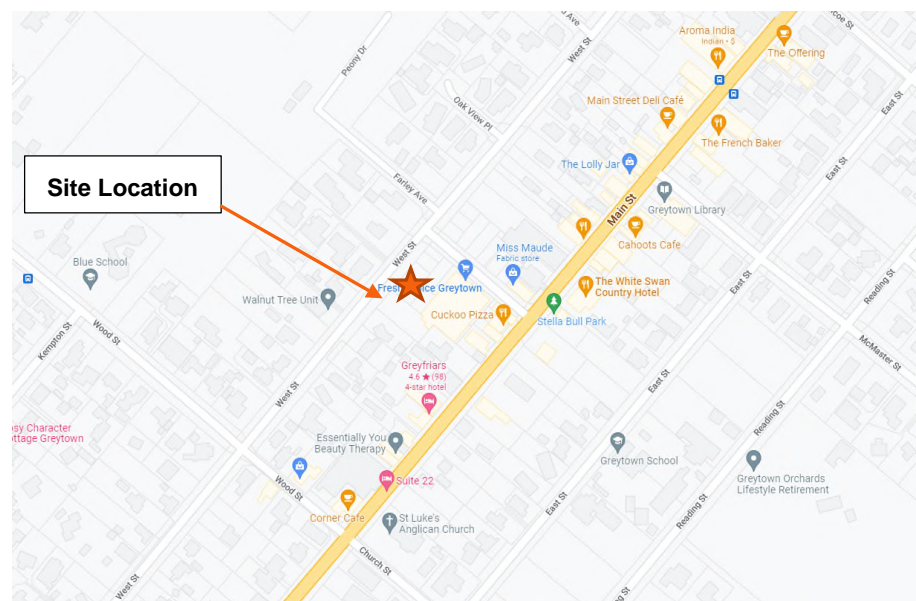 Aroma India
Indian · $
The Offering
West St
Peony Dr
Oak View Pl
Main Street Deli Café
East St
The French Baker
The Lolly Jar
East St
Site Location
Farley Ave
Main St
Greytown Library
West St
Miss Maude
Fabric store
Cahoots Cafe
Blue School
Walnut Tree Unit
Cuckoo Pizza
The White Swan
Country Hotel
Stella Bull Park
East St
Reading St
Kempton St
Wood St
McMaster St
Greyfriars
4.6 ★ (98)
4-star hotel
West St
East St
Reading St
ottage Greytown
Essentially You
Beauty Therapy
Greytown School
Suite 22
Greytown Orchards
Lifestyle Retirement
Wood St
Corner Cafe
St Luke's
Anglican Church
East St
Reading St
Church St
West St